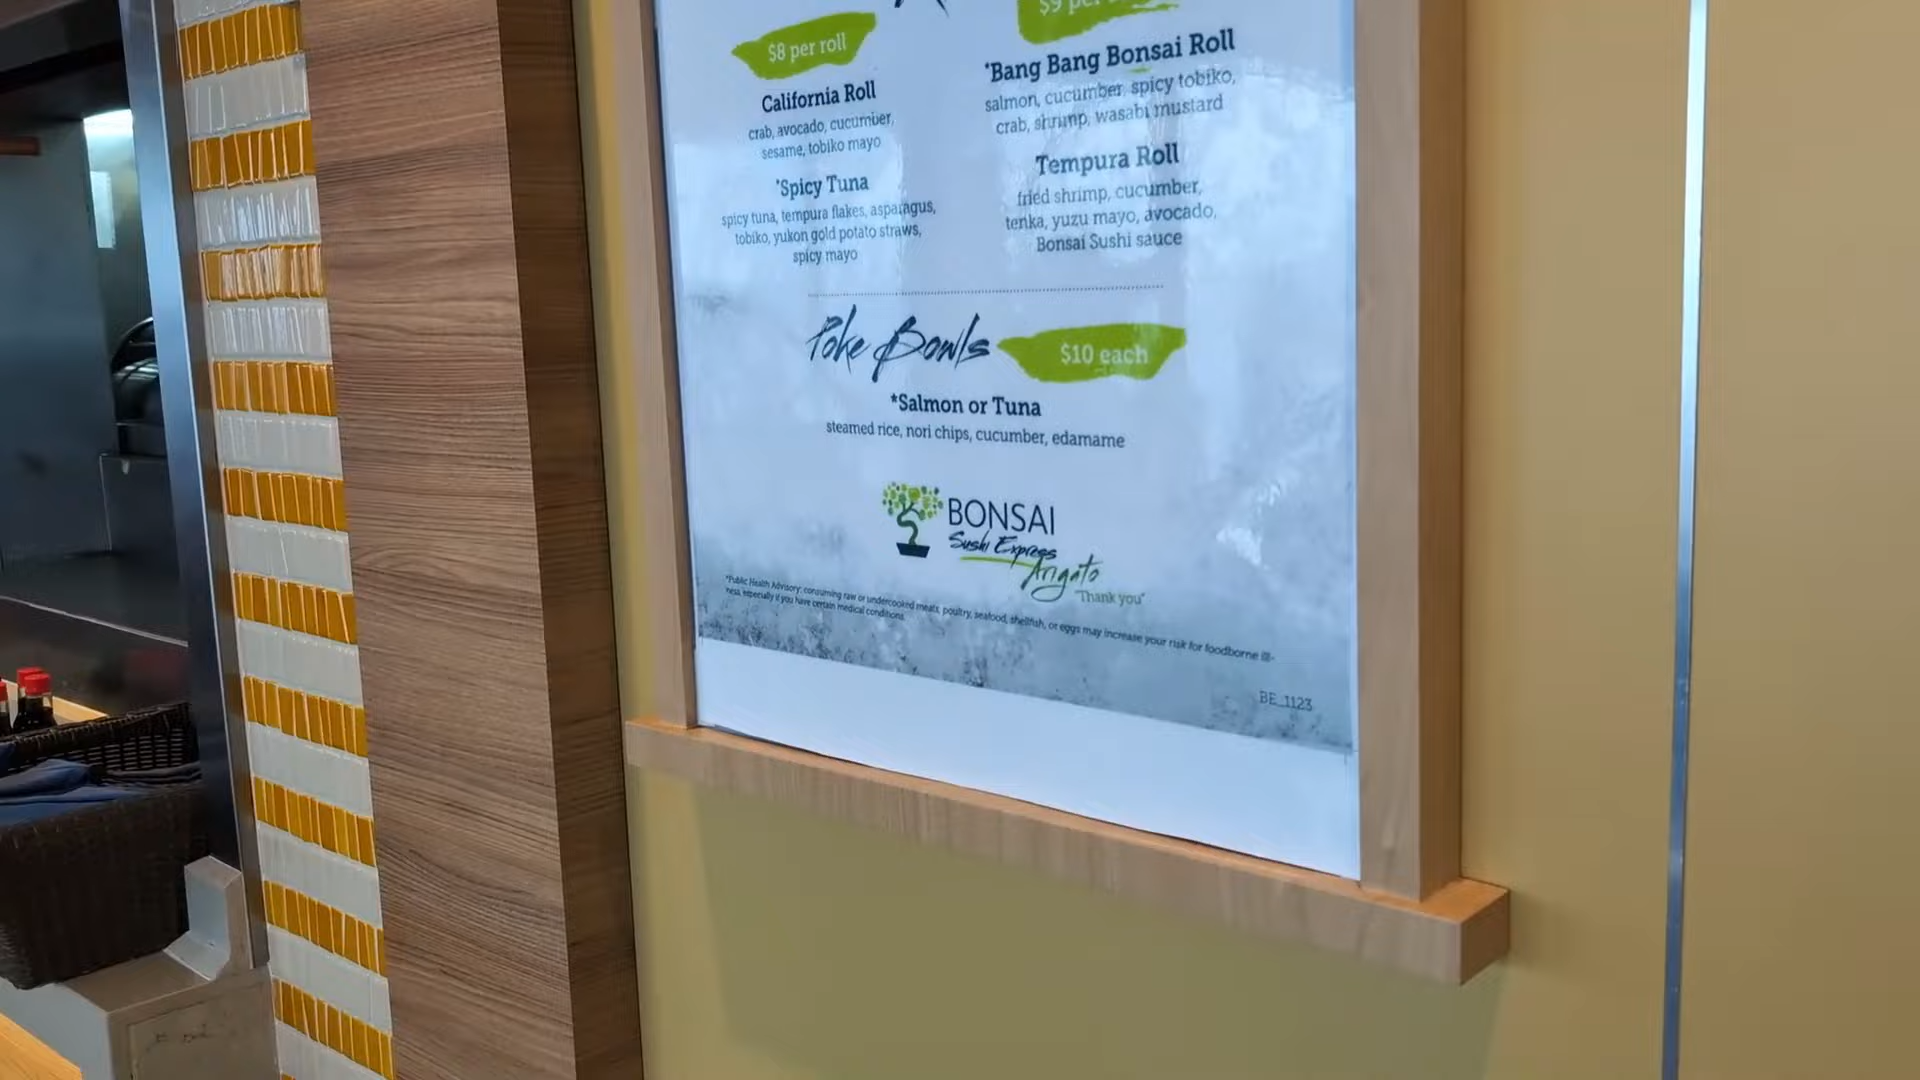 $8 per roll
California Roll
crab, avocado, cucumber,
sesame, tobiko mayo
*Spicy Tuna
spicy tuna, tempura flakes, asparagus,
tobiko, yukon gold potato straws,
spicy mayo
$9 per
*Bang Bang Bonsai Roll
salmon, cucumber, spicy tobiko,
crab, shrimp, wasabi mustard
Tempura Roll
fried shrimp, cucumber,
tenka, yuzu mayo, avocado,
Bonsai Sushi sauce
Poke Bowls $10 each
*Salmon or Tuna
steamed rice, nori chips, cucumber, edamame
BONSAI
Sushi Express
Arigato
"Thank you"
*Public Health Advisory: consuming raw or undercooked meats, poultry, seafood, shellfish, or eggs may increase your risk for foodborne ill-
ness, especially if you have certain medical conditions.
BE_1123